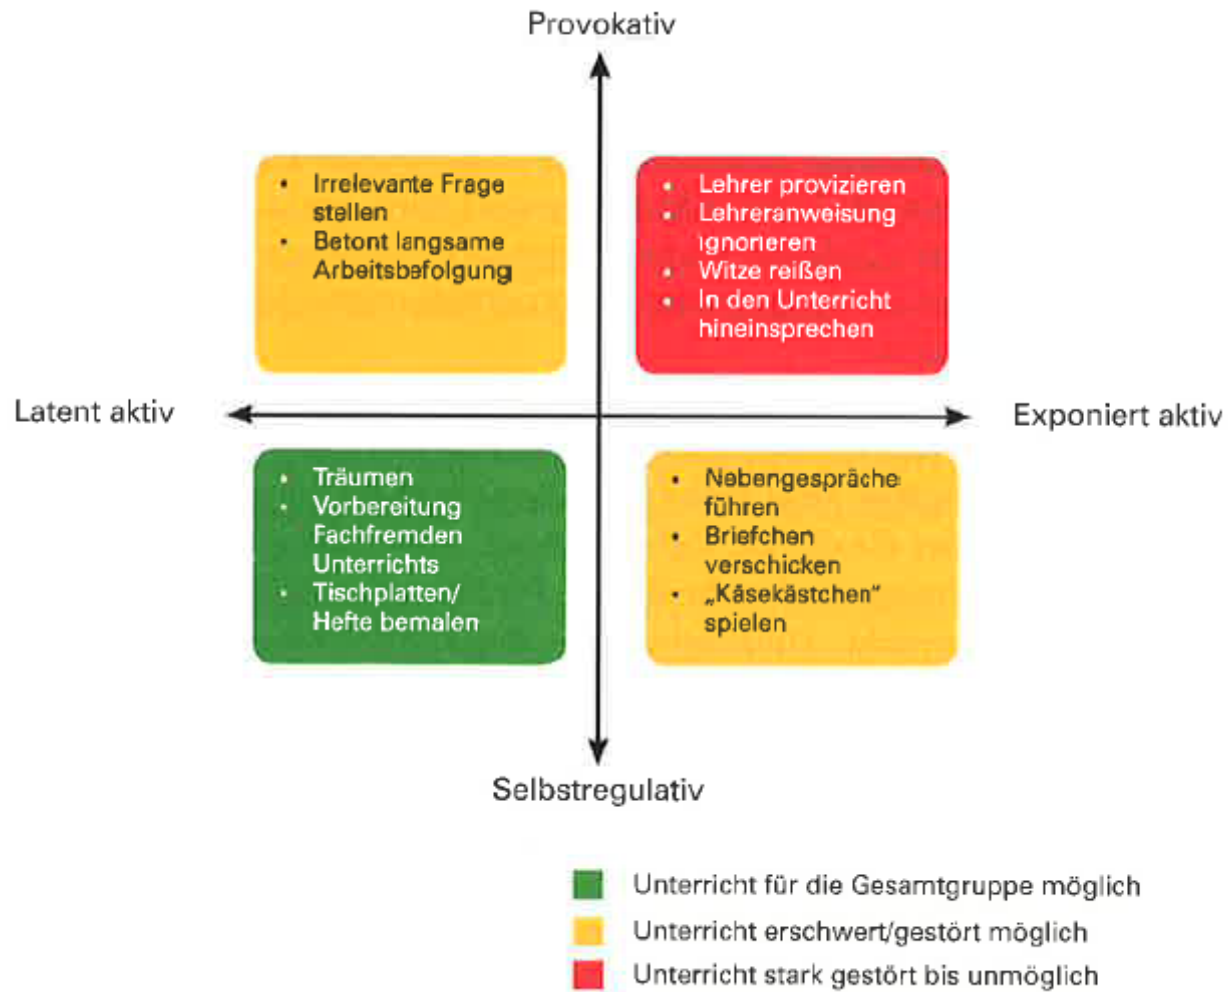 Provokativ
• Irrelevante Frage
stellen
• Betont langsame
Arbeitsbefolgung
• Lehrer provizieren
• Lehreranweisung
ignorieren
• Witze reißen
• In den Unterricht
hineinsprechen
Latent aktiv
Exponiert aktiv
• Träumen
• Vorbereitung
Fachfremden
Unterrichts
• Tischplatten/
Hefte bemalen
• Nebengespräche
führen
• Briefchen
verschicken
• „Käsekästchen“
spielen
Selbstregulativ
Unterricht für die Gesamtgruppe möglich
Unterricht erschwert/gestört möglich
Unterricht stark gestört bis unmöglich